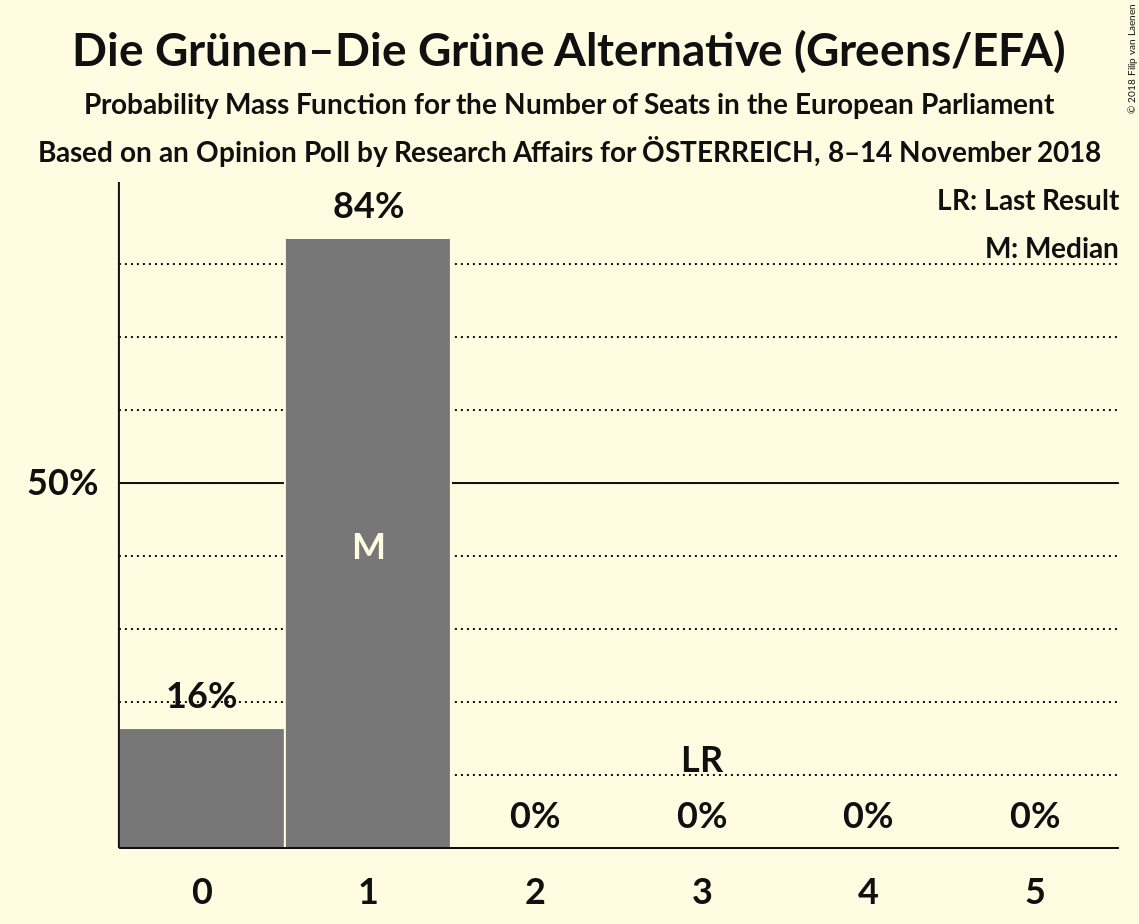 Die Grünen–Die Grüne Alternative (Greens/EFA)
Probability Mass Function for the Number of Seats in the European Parliament
Based on an Opinion Poll by Research Affairs for ÖSTERREICH, 8–14 November 2018
© 2018 Filip van Laenen
LR: Last Result
M: Median
84%
50%
M
16%
LR
0% 0% 0% 0%
0 1 2 3 4 5